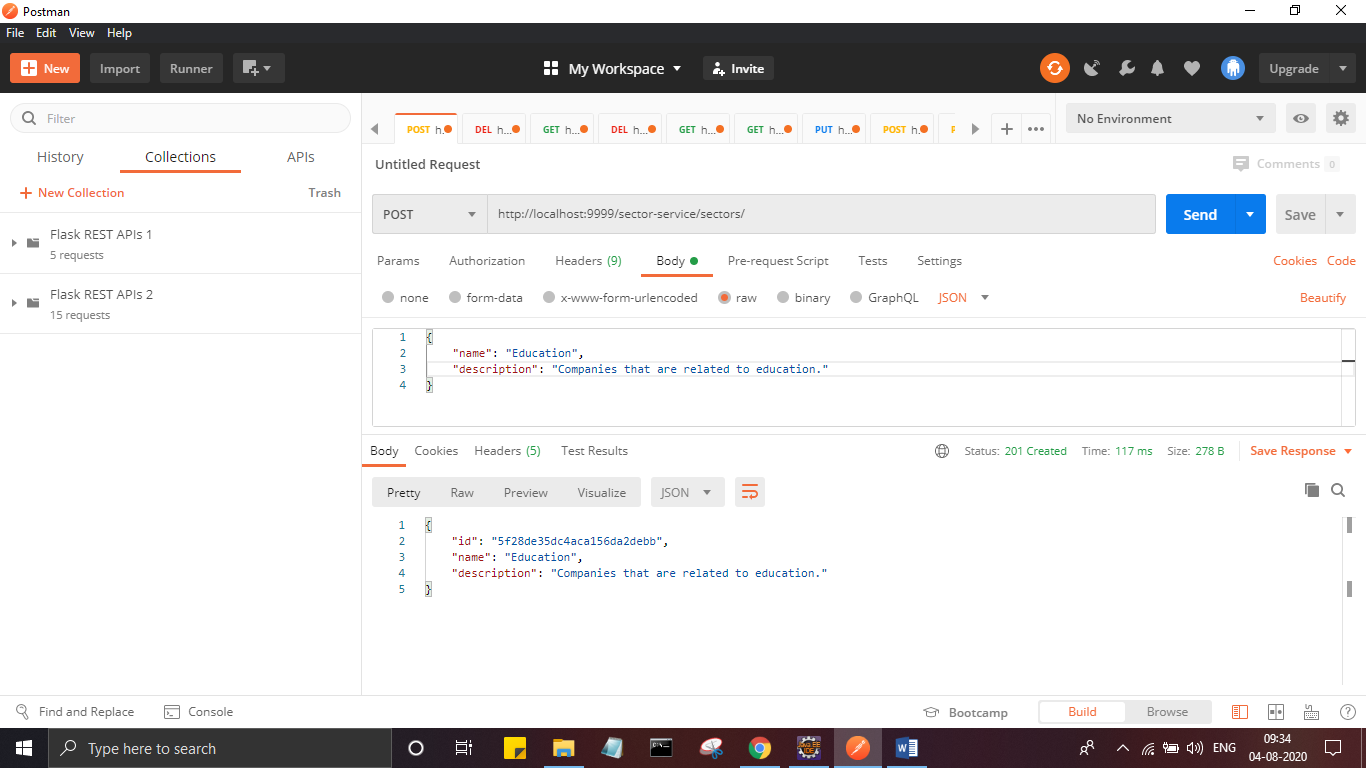 Postman
File Edit View Help
New Import Runner My Workspace Invite Upgrade
Filter
History Collections APIs
New Collection Trash
Flask REST APIs 1
5 requests
Flask REST APIs 2
15 requests
POST h. DEL h... GET h... DEL h... GET h... GET h... PUT h... POST h. No Environment
Untitled Request Comments 0
POST http://localhost:9999/sector-service/sectors/ Send Save
Params Authorization Headers (9) Body Pre-request Script Tests Settings Cookies Code
none form-data x-www-form-urlencoded raw binary GraphQL JSON Beautify
1 {
2 "name": "Education",
3 "description": "Companies that are related to education."
4 }
Body Cookies Headers (5) Test Results Status: 201 Created Time: 117 ms Size: 278 B Save Response
Pretty Raw Preview Visualize JSON
1 {
2 "id": "5f28de35dc4aca156da2debb",
3 "name": "Education",
4 "description": "Companies that are related to education."
5 }
Find and Replace Console Bootcamp Build Browse
Type here to search
ENG
09:34
04-08-2020